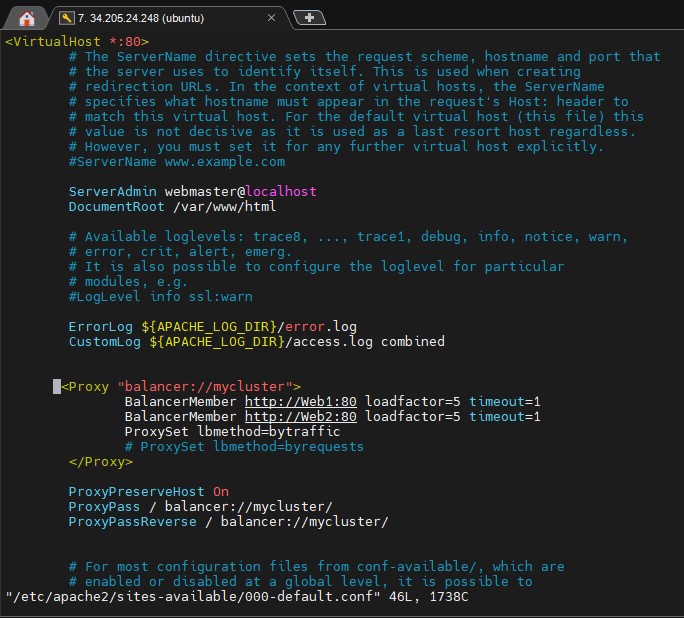 7. 34.205.24.248 (ubuntu)
<VirtualHost *:80>
# The ServerName directive sets the request scheme, hostname and port that
# the server uses to identify itself. This is used when creating
# redirection URLs. In the context of virtual hosts, the ServerName
# specifies what hostname must appear in the request's Host: header to
# match this virtual host. For the default virtual host (this file) this
# value is not decisive as it is used as a last resort host regardless.
# However, you must set it for any further virtual host explicitly.
#ServerName www.example.com
ServerAdmin webmaster@localhost
DocumentRoot /var/www/html
# Available loglevels: trace8, ..., trace1, debug, info, notice, warn,
# error, crit, alert, emerg.
# It is also possible to configure the loglevel for particular
# modules, e.g.
#LogLevel info ssl:warn
ErrorLog ${APACHE_LOG_DIR}/error.log
CustomLog ${APACHE_LOG_DIR}/access.log combined
<Proxy "balancer://mycluster">
BalancerMember http://Web1:80 loadfactor=5 timeout=1
BalancerMember http://Web2:80 loadfactor=5 timeout=1
ProxySet lbmethod=bytraffic
# ProxySet lbmethod=byrequests
</Proxy>
ProxyPreserveHost On
ProxyPass / balancer://mycluster/
ProxyPassReverse / balancer://mycluster/
# For most configuration files from conf-available/, which are
# enabled or disabled at a global level, it is possible to
"/etc/apache2/sites-available/000-default.conf" 46L, 1738C